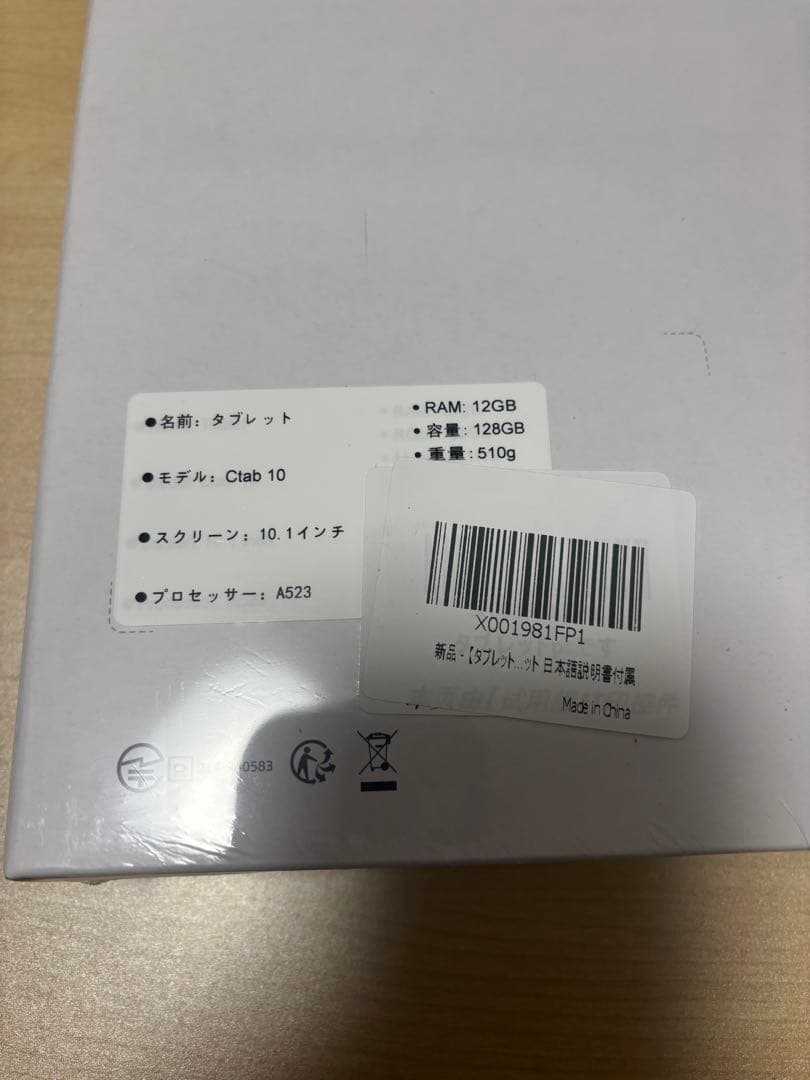 ●名前: タブレット
●モデル: Ctab 10
●スクリーン: 10.1インチ
●プロセッサー: A523
• RAM: 12GB
• 容量: 128GB
• 重量: 510g
X001981FP1
新品 - 【タブレット...ット 日本語説明書付属
Made in China
R
0583